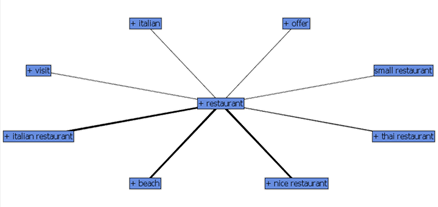 + italian
+ offer
+ visit
small restaurant
+ restaurant
+ italian restaurant
+ thai restaurant
+ beach
+ nice restaurant